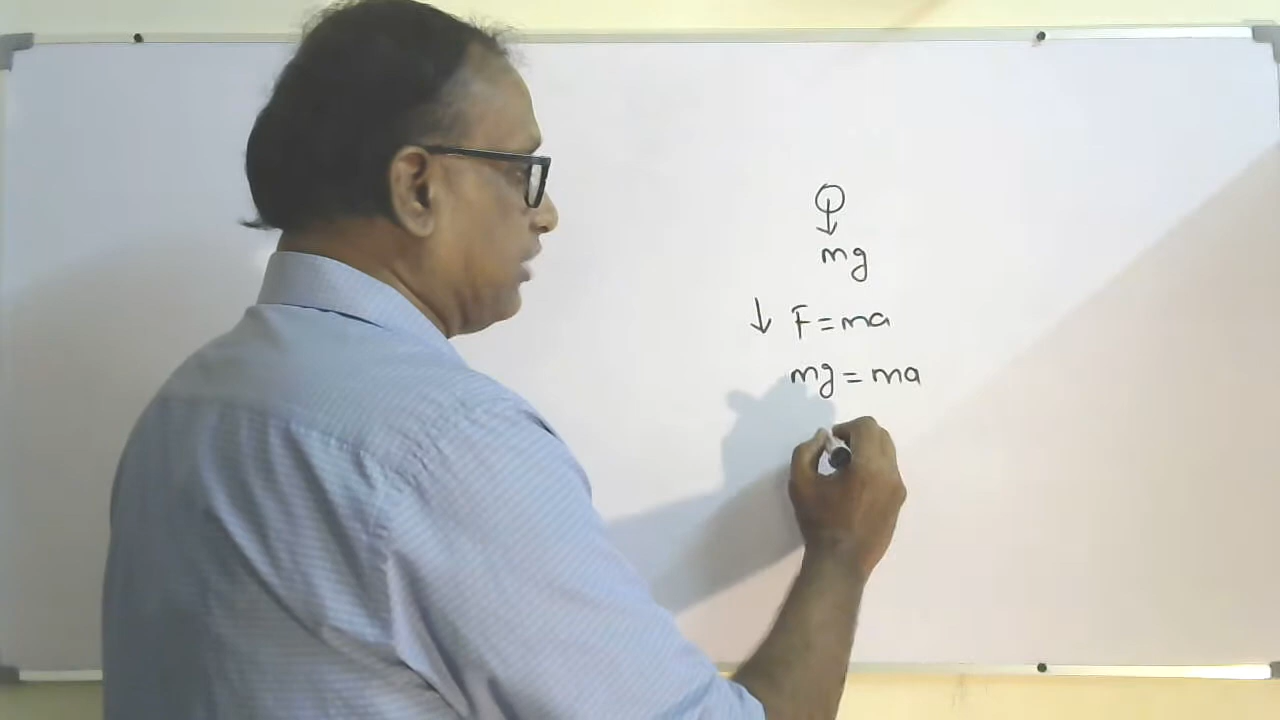 mg
↓ F = ma
mg = ma